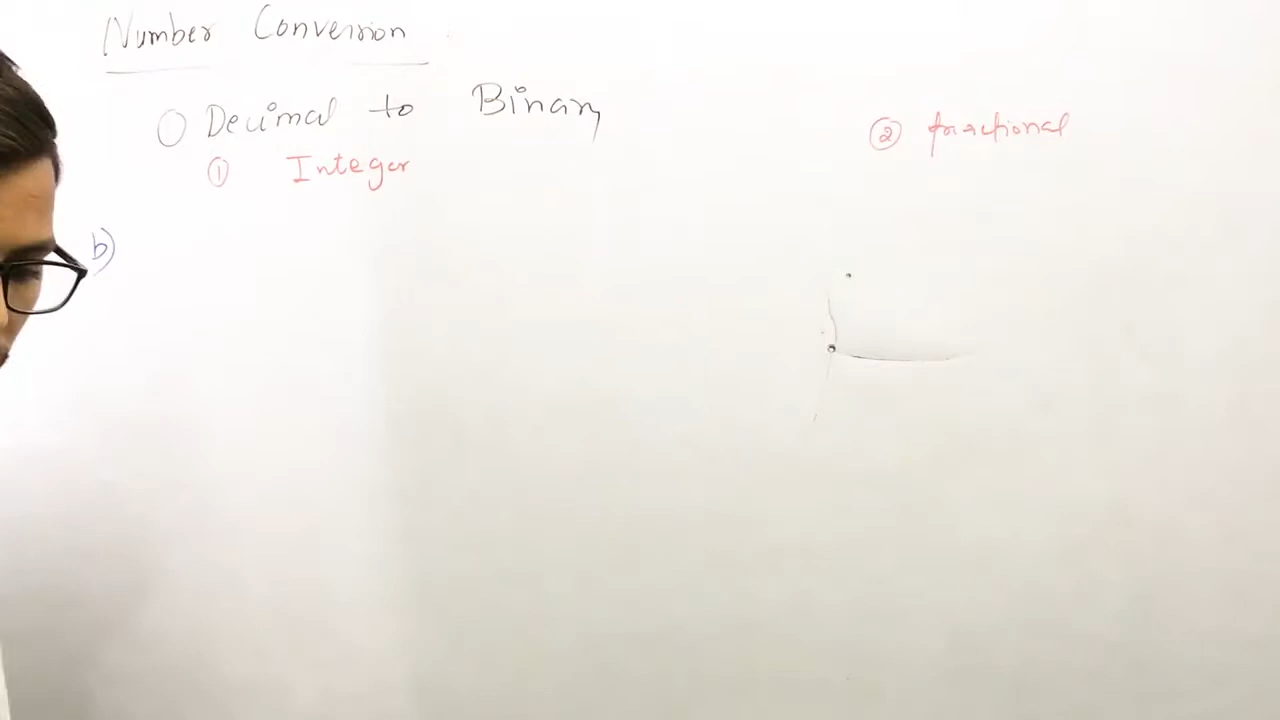 Number Conversion
① Decimal to Binary
① Integer
② fractional
b)